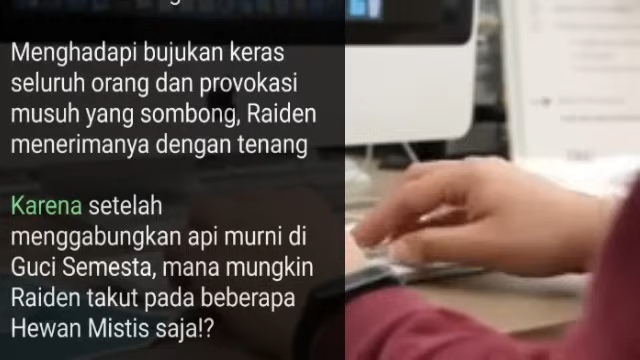 Menghadapi bujukan keras
seluruh orang dan provokasi
musuh yang sombong, Raiden
menerimanya dengan tenang
Karena setelah
menggabungkan api murni di
Guci Semesta, mana mungkin
Raiden takut pada beberapa
Hewan Mistis saja!?